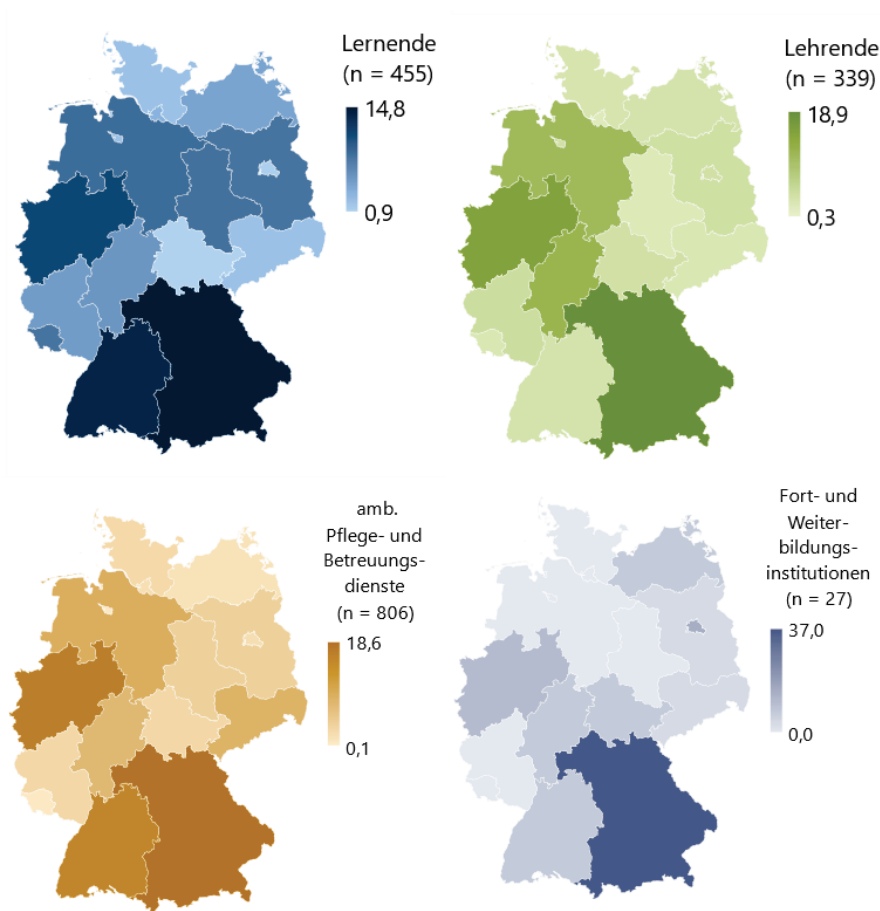 Lernende
(n = 455)
14,8
0,9
Lehrende
(n = 339)
18,9
0,3
amb.
Pflege- und
Betreuungs-
dienste
(n = 806)
18,6
0,1
Fort- und
Weiter-
bildungs-
institutionen
(n = 27)
37,0
0,0